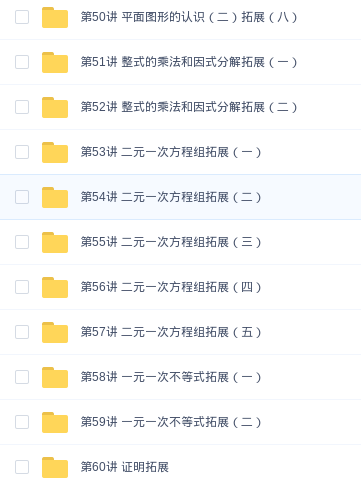 第50讲 平面图形的认识（二）拓展（八）
第51讲 整式的乘法和因式分解拓展（一）
第52讲 整式的乘法和因式分解拓展（二）
第53讲 二元一次方程组拓展（一）
第54讲 二元一次方程组拓展（二）
第55讲 二元一次方程组拓展（三）
第56讲 二元一次方程组拓展（四）
第57讲 二元一次方程组拓展（五）
第58讲 一元一次不等式拓展（一）
第59讲 一元一次不等式拓展（二）
第60讲 证明拓展